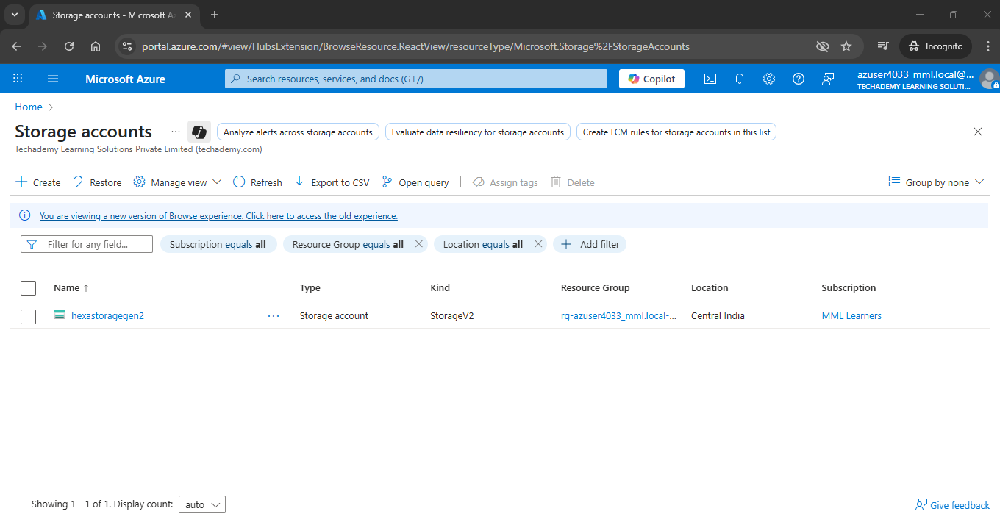 Storage accounts - Microsoft A
portal.azure.com/#view/HubsExtension/BrowseResource.ReactView/resourceType/Microsoft.Storage%2FStorageAccounts
Incognito
Microsoft Azure
Search resources, services, and docs (G+/)
Copilot
azuser4033_mml.local@...
TECHADEMY LEARNING SOLUTI...
Home
Storage accounts
...
Analyze alerts across storage accounts
Evaluate data resiliency for storage accounts
Create LCM rules for storage accounts in this list
Techademy Learning Solutions Private Limited (techademy.com)
Create
Restore
Manage view
Refresh
Export to CSV
Open query
Assign tags
Delete
Group by none
You are viewing a new version of Browse experience. Click here to access the old experience.
Filter for any field...
Subscription equals all
Resource Group equals all
Location equals all
Add filter
Name ↑ Type Kind Resource Group Location Subscription
hexastoragegen2 ... Storage account StorageV2 rg-azuser4033_mml.local-... Central India MML Learners
Showing 1 - 1 of 1. Display count: auto
Give feedback